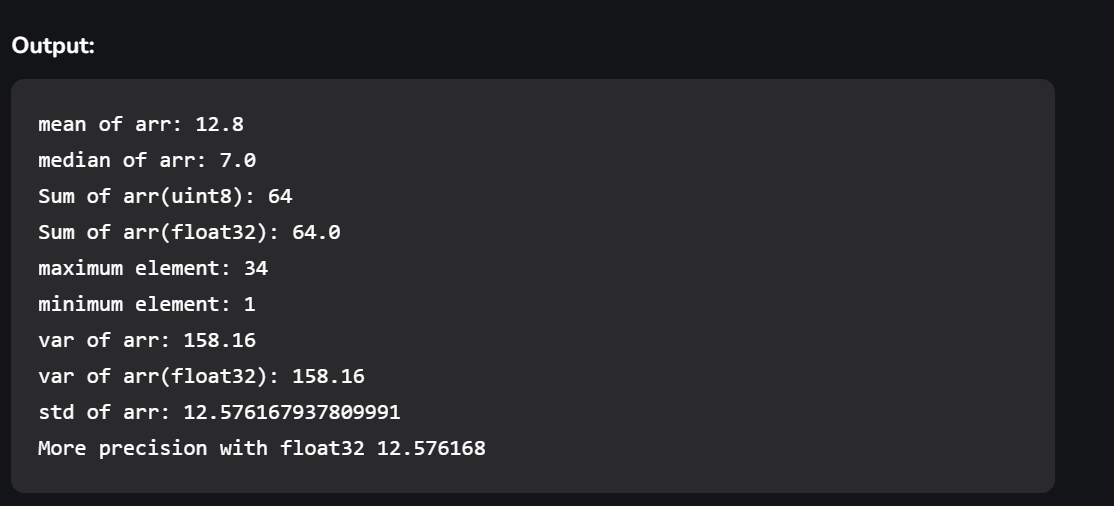 Output:
mean of arr: 12.8
median of arr: 7.0
Sum of arr(uint8): 64
Sum of arr(float32): 64.0
maximum element: 34
minimum element: 1
var of arr: 158.16
var of arr(float32): 158.16
std of arr: 12.576167937809991
More precision with float32 12.576168